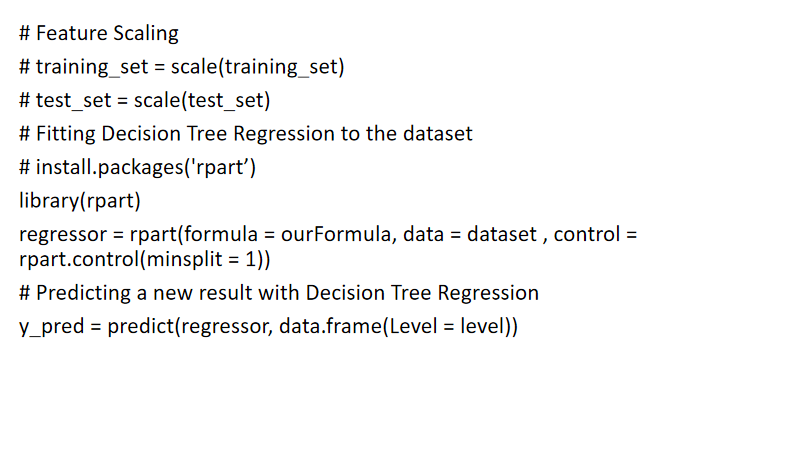 # Feature Scaling
# training_set = scale(training_set)
# test_set = scale(test_set)
# Fitting Decision Tree Regression to the dataset
# install.packages('rpart’)
library(rpart)
regressor = rpart(formula = ourFormula, data = dataset , control =
rpart.control(minsplit = 1))
# Predicting a new result with Decision Tree Regression
y_pred = predict(regressor, data.frame(Level = level))